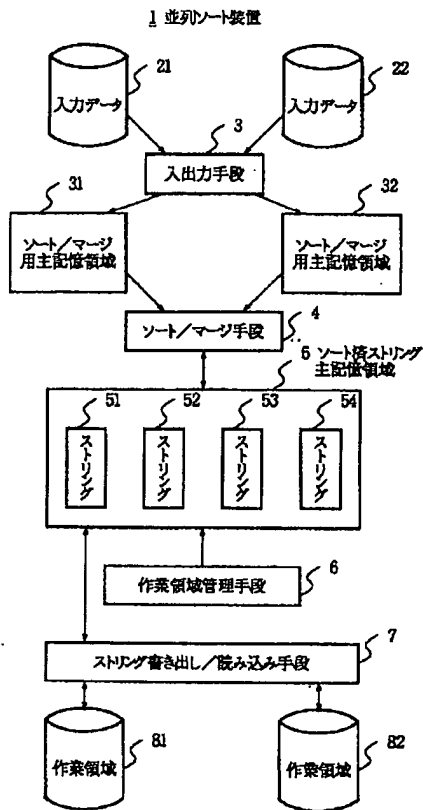 1 並列ソート装置
21
22
入力データ
入力データ
3
入出力手段
31
32
ソート/マージ
用主記憶領域
ソート/マージ
用主記憶領域
4
ソート/マージ手段
5 ソート済ストリング
主記憶領域
51
52
53
54
ストリング
ストリング
ストリング
ストリング
6
作業領域管理手段
7
ストリング書き出し/読み込み手段
81
82
作業領域
作業領域